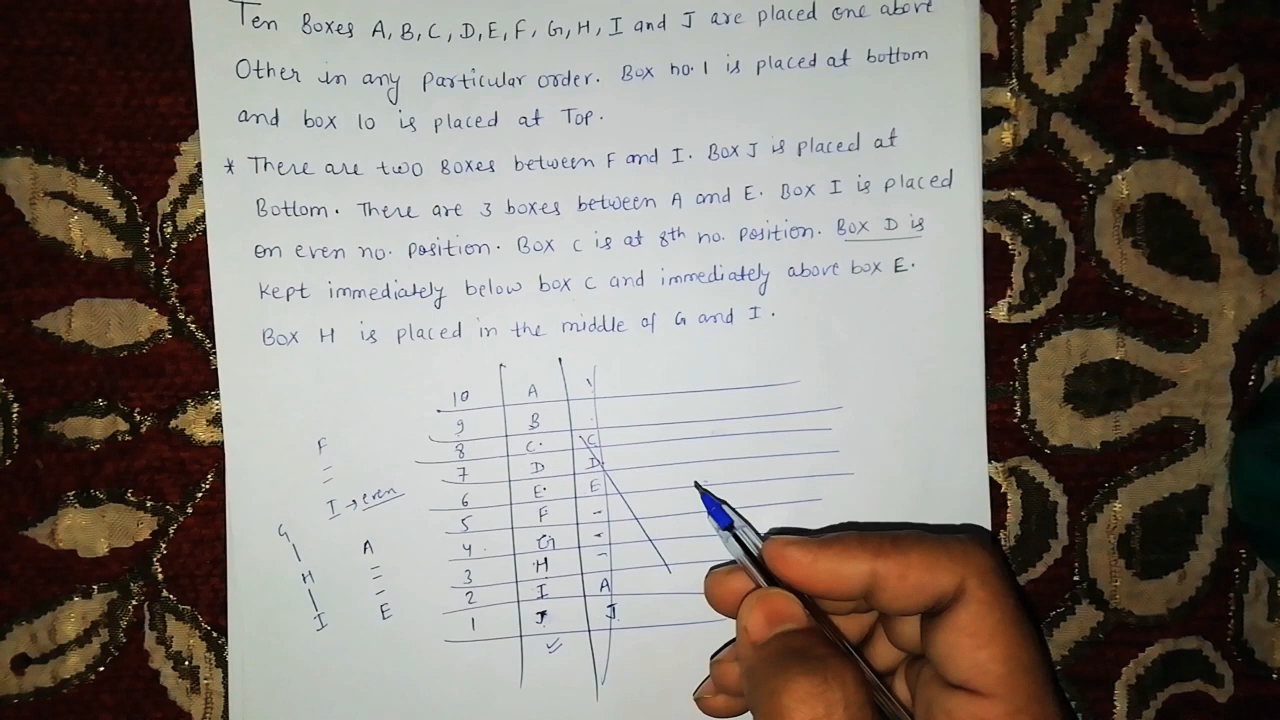 Ten Boxes A, B, C, D, E, F, G, H, I and J are placed one above
Other in any particular order. Box no. 1 is placed at bottom
and box 10 is placed at Top.
* There are two Boxes between F and I. Box J is placed at
Bottom. There are 3 boxes between A and E. Box I is placed
on even no. position. Box C is at 8th no. position. Box D is
kept immediately below box C and immediately above box E.
Box H is placed in the middle of G and I.
10 A
9 B
8 C C
7 D D
6 E E
5 F
4 G
3 H
2 I A
1 J J
F
I → even
G
H
I
A
E